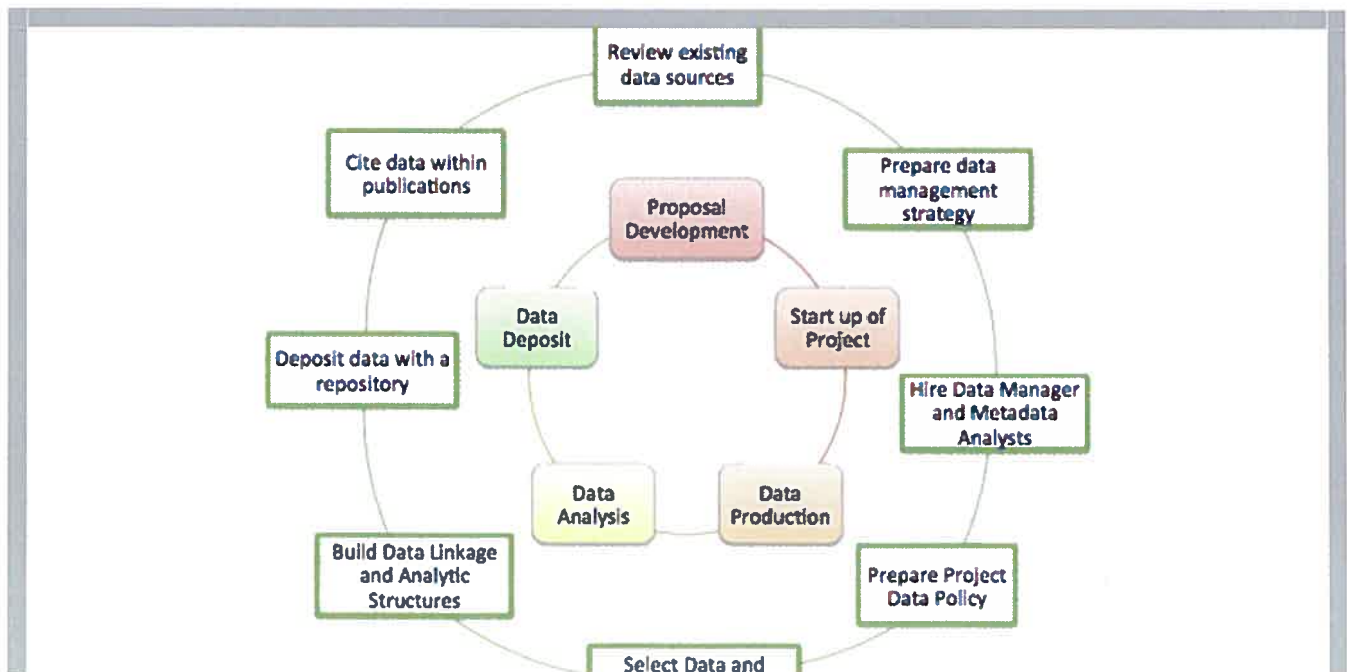 Review existing
data sources
Prepare data
management
strategy
Hire Data Manager
and Metadata
Analysts
Prepare Project
Data Policy
Select Data and
Build Data Linkage
and Analytic
Structures
Deposit data with a
repository
Cite data within
publications
Proposal
Development
Start up of
Project
Data
Production
Data
Analysis
Data
Deposit